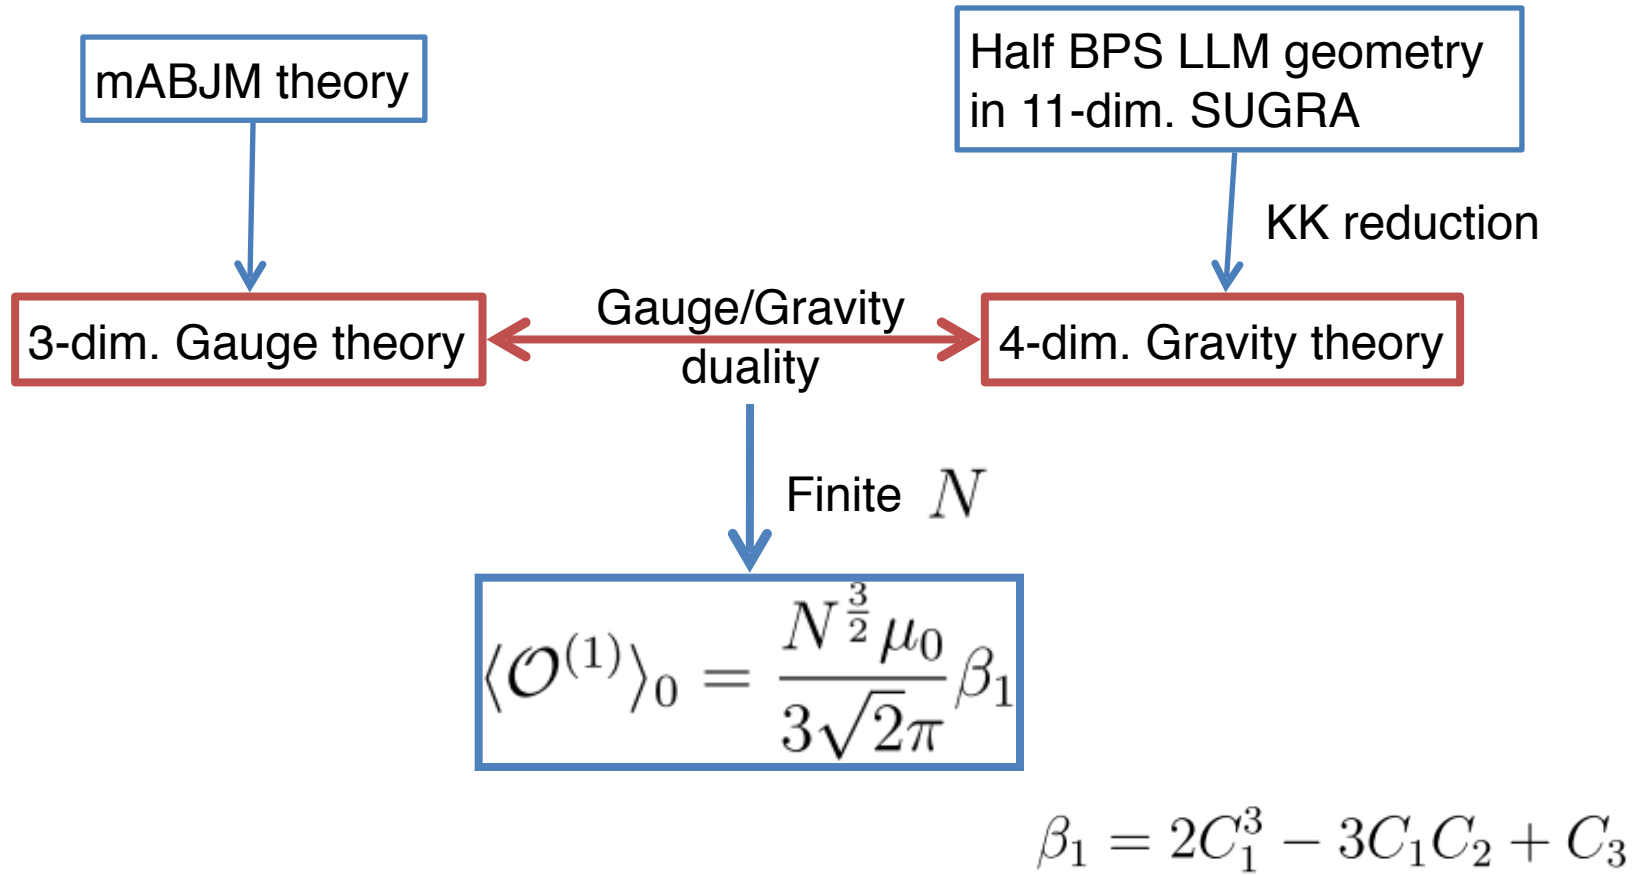 mABJM theory
Half BPS LLM geometry
in 11-dim. SUGRA
KK reduction
3-dim. Gauge theory
Gauge/Gravity
duality
4-dim. Gravity theory
Finite N
⟨𝒪^{(1)}⟩_0 = \frac{N^{\frac{3}{2}} μ_0}{3\sqrt{2}π} β_1
β_1 = 2C_1^3 − 3C_1C_2 + C_3